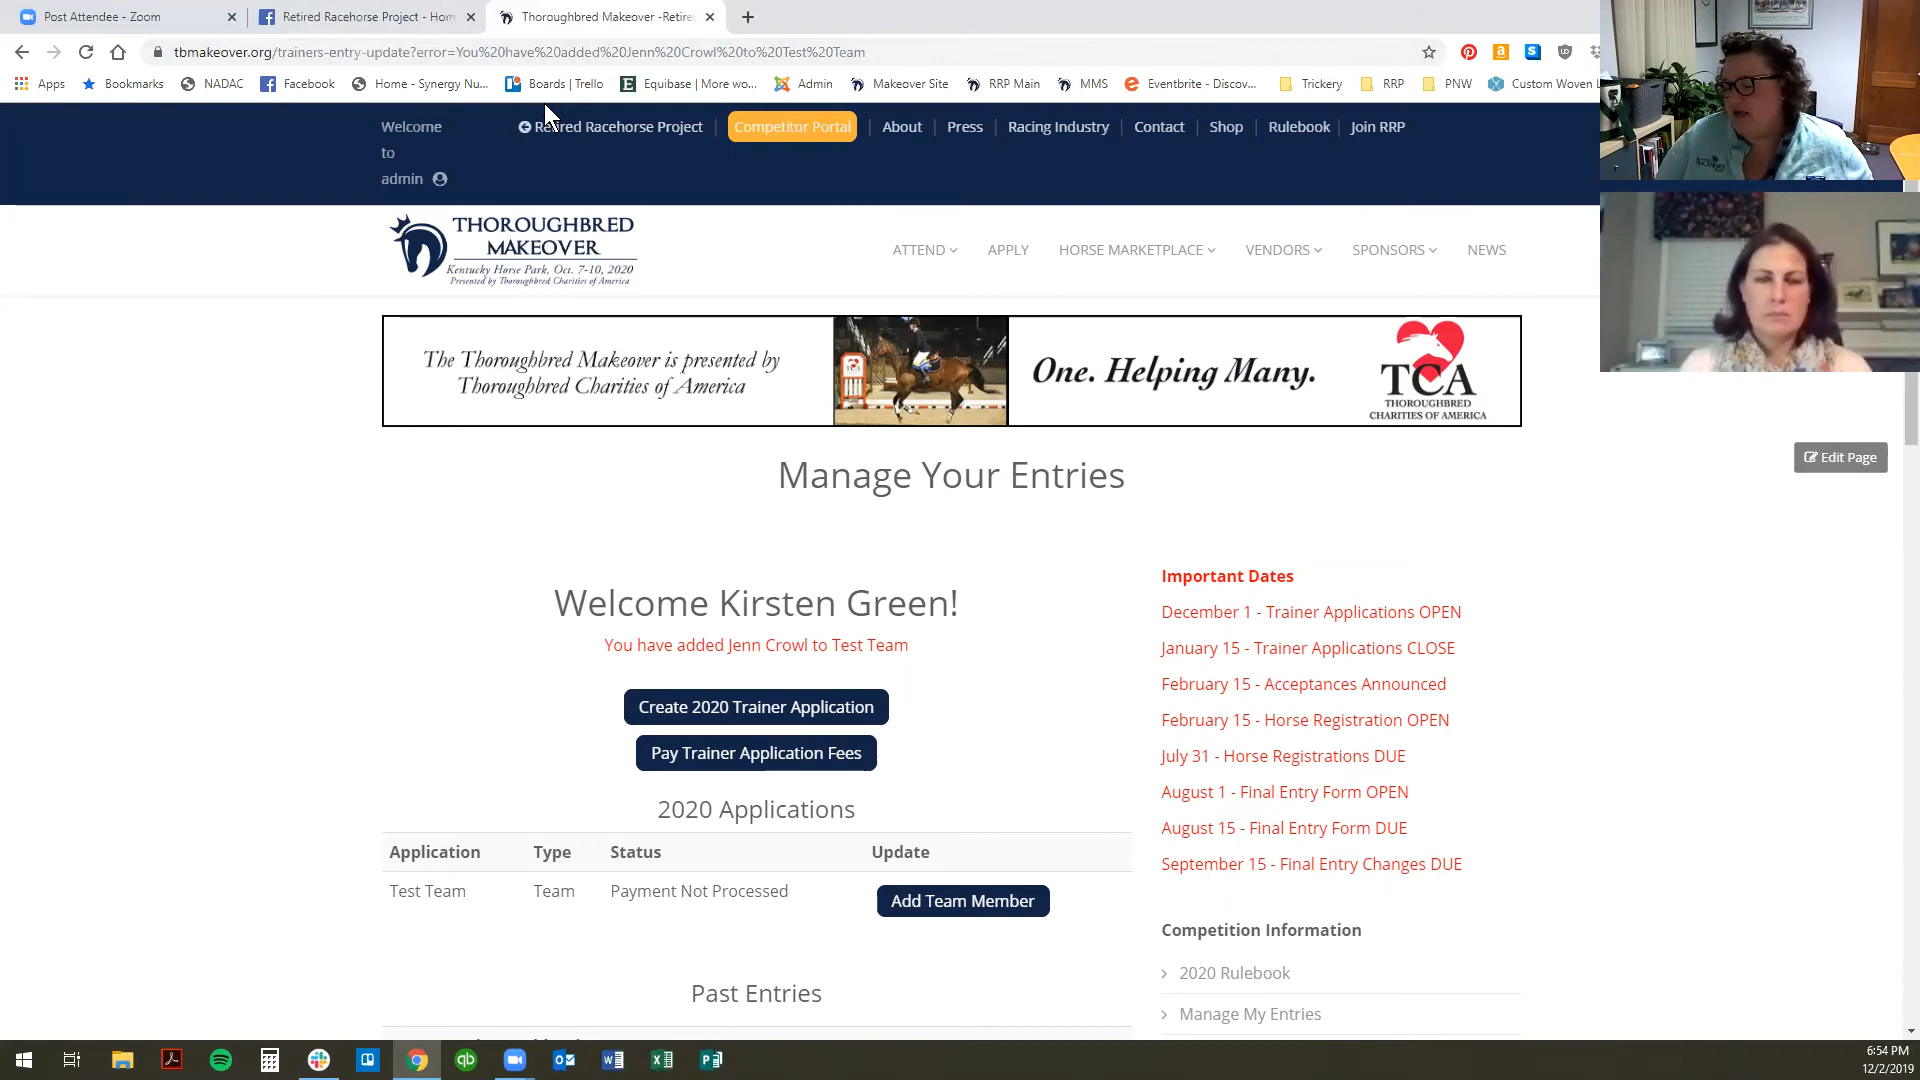 Post Attendee - Zoom
Retired Racehorse Project - Hom
Thoroughbred Makeover -Retire
tbmakeover.org/trainers-entry-update?error=You%20have%20added%20Jenn%20Crowl%20to%20Test%20Team
Apps
Bookmarks
NADAC
Facebook
Home - Synergy Nu...
Boards | Trello
Equibase | More wo...
Admin
Makeover Site
RRP Main
MMS
Eventbrite - Discov...
Trickery
RRP
PNW
Custom Woven L
Welcome to admin
Retired Racehorse Project
Competitor Portal
About
Press
Racing Industry
Contact
Shop
Rulebook
Join RRP
THOROUGHBRED
MAKEOVER
Kentucky Horse Park, Oct. 7-10, 2020
Presented by Thoroughbred Charities of America
ATTEND
APPLY
HORSE MARKETPLACE
VENDORS
SPONSORS
NEWS
The Thoroughbred Makeover is presented by
Thoroughbred Charities of America
One. Helping Many.
TCA
THOROUGHBRED
CHARITIES OF AMERICA
Edit Page
Manage Your Entries
Welcome Kirsten Green!
You have added Jenn Crowl to Test Team
Create 2020 Trainer Application
Pay Trainer Application Fees
2020 Applications
Application Type Status Update
Test Team Team Payment Not Processed Add Team Member
Past Entries
Important Dates
December 1 - Trainer Applications OPEN
January 15 - Trainer Applications CLOSE
February 15 - Acceptances Announced
February 15 - Horse Registration OPEN
July 31 - Horse Registrations DUE
August 1 - Final Entry Form OPEN
August 15 - Final Entry Form DUE
September 15 - Final Entry Changes DUE
Competition Information
2020 Rulebook
Manage My Entries
6:54 PM
12/2/2019